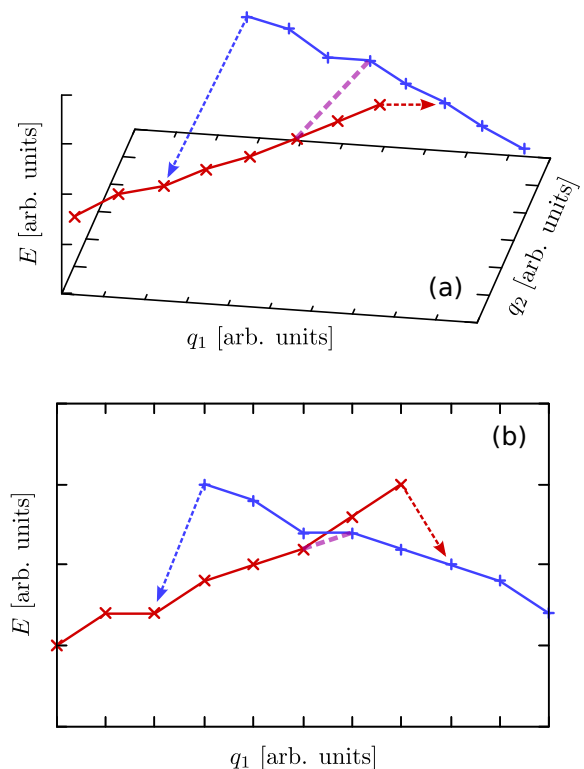 E [arb. units]
(a)
q₂ [arb. units]
q₁ [arb. units]
(b)
E [arb. units]
q₁ [arb. units]